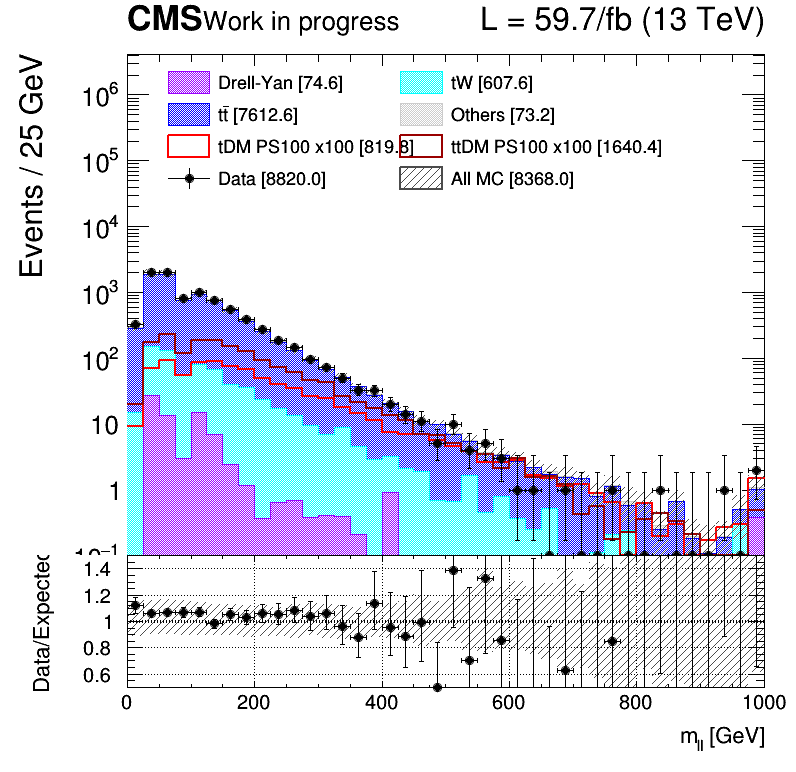 CMS Work in progress L = 59.7/fb (13 TeV)
Events / 25 GeV
Drell-Yan [74.6] tW [607.6]
tt̄ [7612.6] Others [73.2]
tDM PS100 x100 [819.8] ttDM PS100 x100 [1640.4]
Data [8820.0] All MC [8368.0]
10⁶
10⁵
10⁴
10³
10²
10
1
10⁻¹
Data/Expected
1.4
1.2
1
0.8
0.6
0 200 400 600 800 1000
m_ll [GeV]